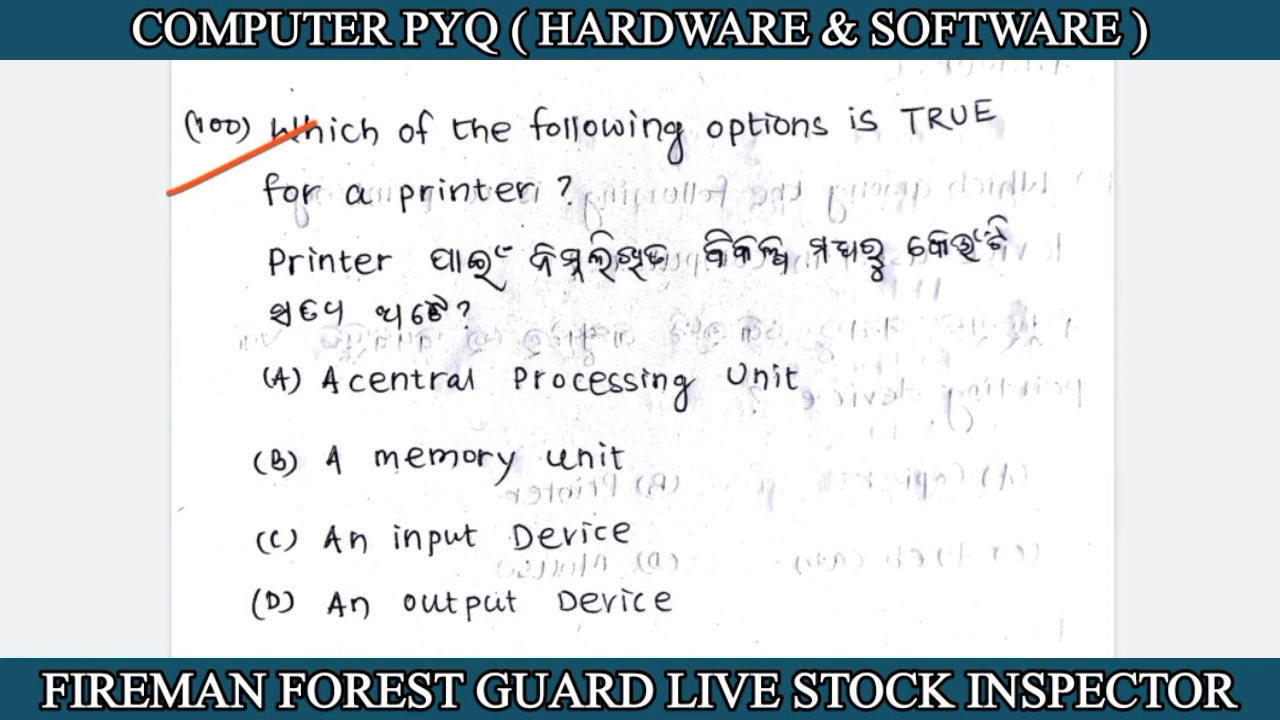 COMPUTER PYQ ( HARDWARE & SOFTWARE )
(100) Which of the following options is TRUE
for a printer ?
Printer ପାଇଁ ନିମ୍ନଲିଖିତ ବିକଳ୍ପ ମଧ୍ୟରୁ କେଉଁଟି
ସତ୍ୟ ଅଟେ?
(A) A central Processing Unit
(B) A memory unit
(C) An input Device
(D) An output Device
FIREMAN FOREST GUARD LIVE STOCK INSPECTOR